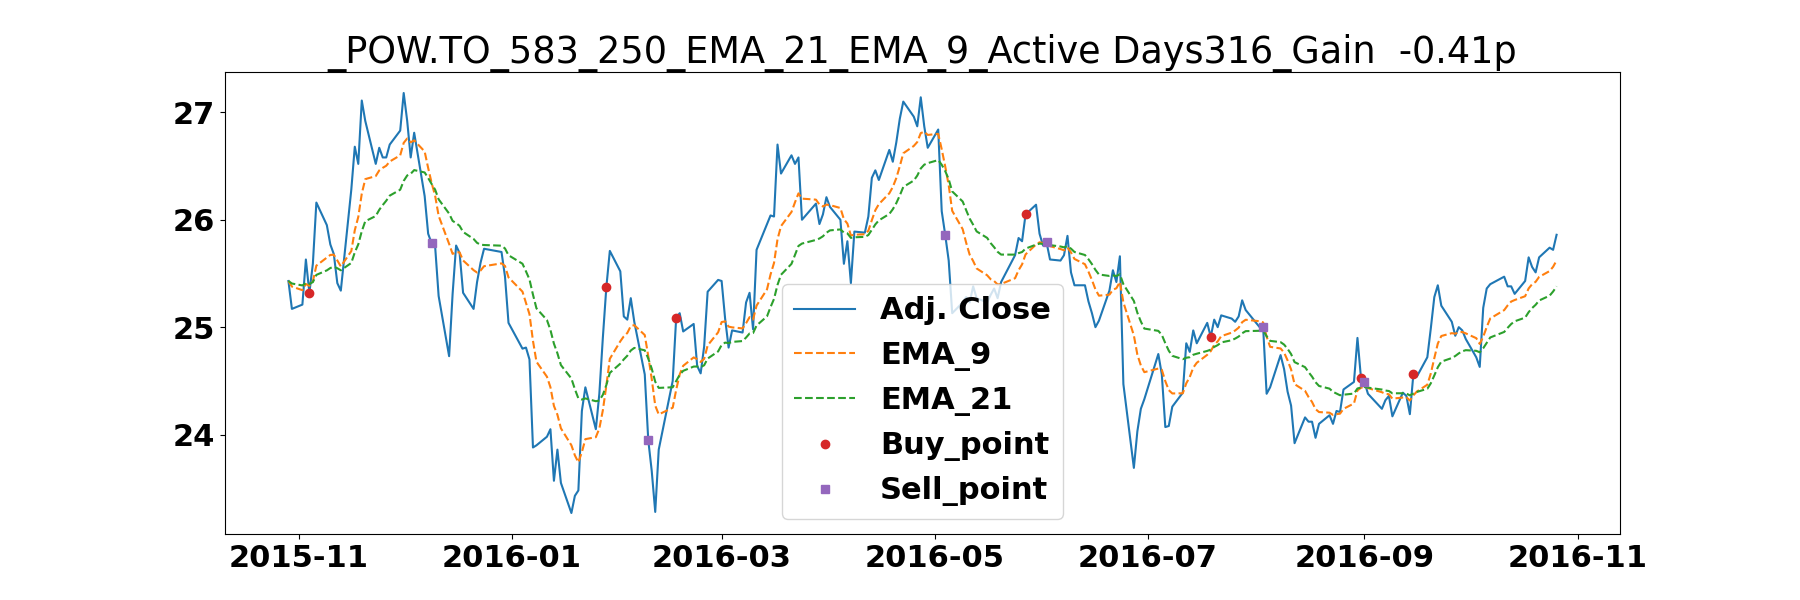 _POW.TO_583_250_EMA_21_EMA_9_Active Days316_Gain  -0.41p
27
26
25
24
Adj. Close
EMA_9
EMA_21
Buy_point
Sell_point
2015-11 2016-01 2016-03 2016-05 2016-07 2016-09 2016-11